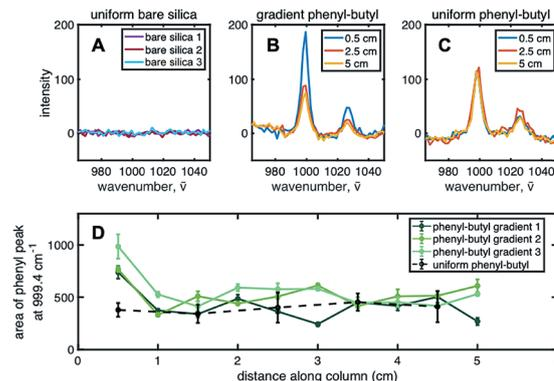 uniform bare silica
gradient phenyl-butyl
uniform phenyl-butyl
200
100
0
intensity
A
bare silica 1
bare silica 2
bare silica 3
980 1000 1020 1040
wavenumber, ṽ
200
100
0
B
0.5 cm
2.5 cm
5 cm
980 1000 1020 1040
wavenumber, ṽ
200
100
0
C
0.5 cm
2.5 cm
5 cm
980 1000 1020 1040
wavenumber, ṽ
area of phenyl peak
at 999.4 cm⁻¹
1000
500
0
D
phenyl-butyl gradient 1
phenyl-butyl gradient 2
phenyl-butyl gradient 3
uniform phenyl-butyl
0 1 2 3 4 5
distance along column (cm)